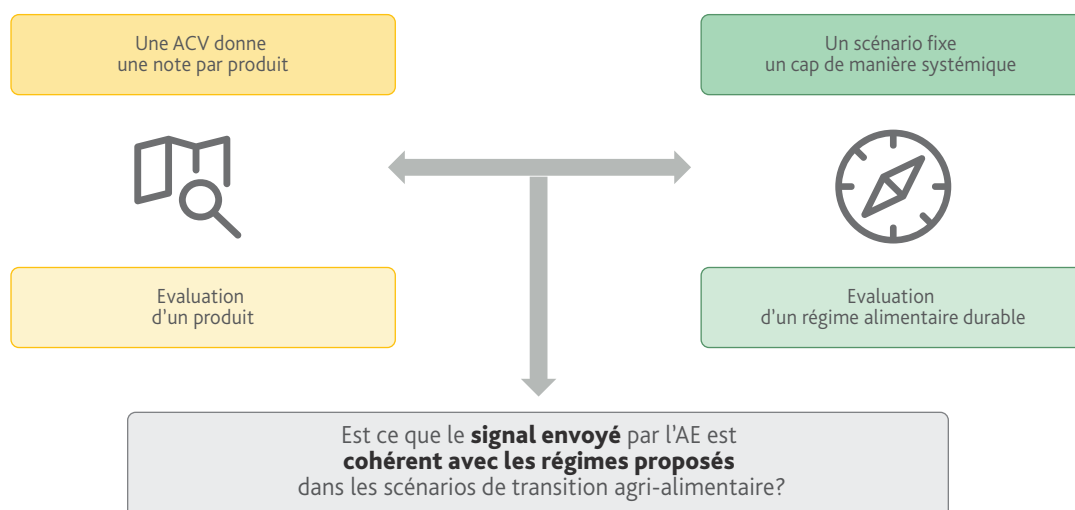 Une ACV donne
une note par produit
Un scénario fixe
un cap de manière systémique
Evaluation
d'un produit
Evaluation
d'un régime alimentaire durable
Est ce que le signal envoyé par l'AE est
cohérent avec les régimes proposés
dans les scénarios de transition agri-alimentaire?